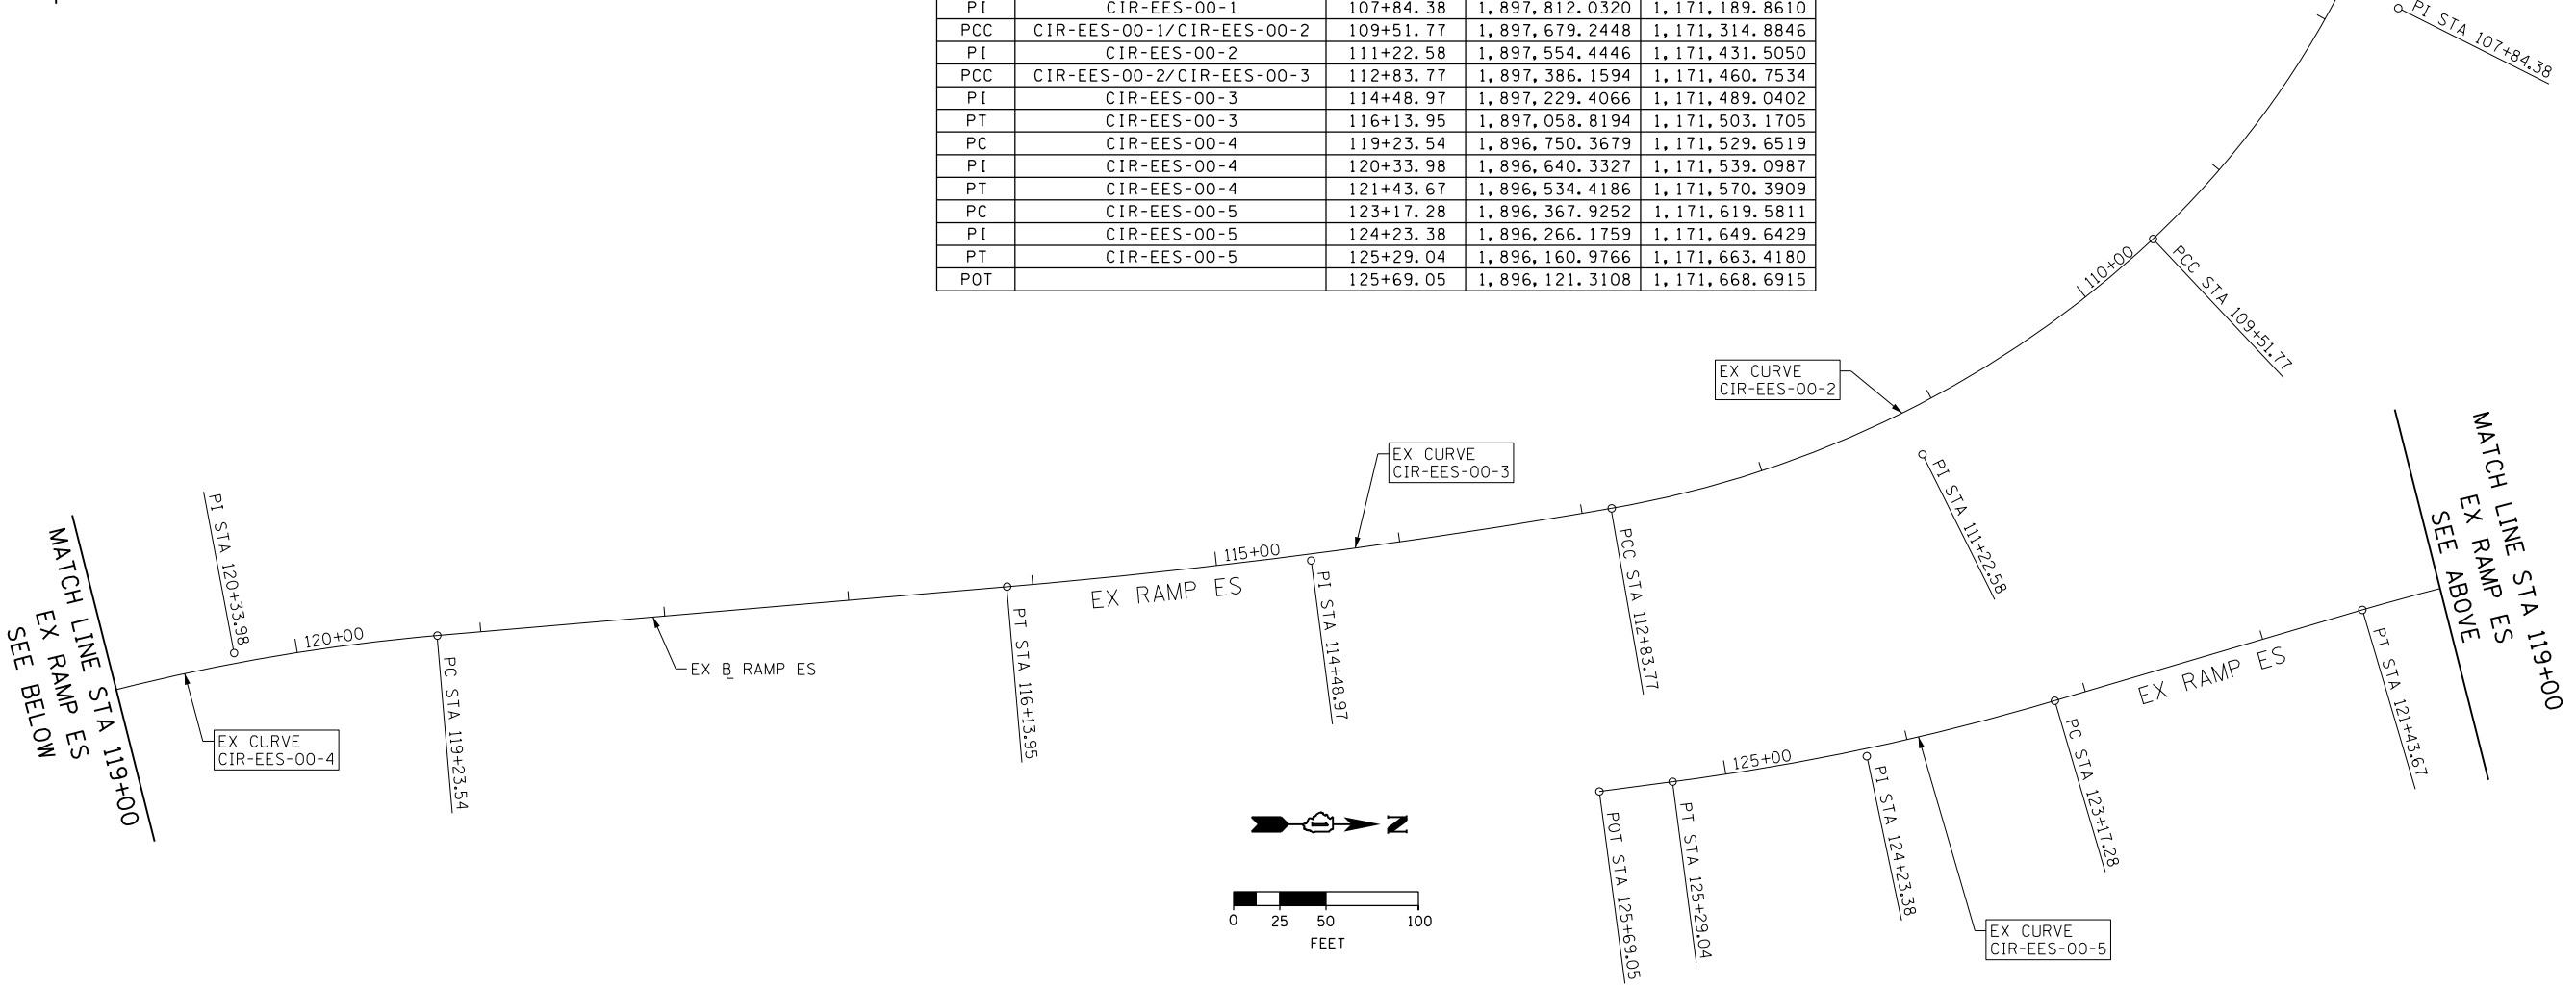 PI CIR-EES-00-1 107+84.38 1,897,812.0320 1,171,189.8610
PCC CIR-EES-00-1/CIR-EES-00-2 109+51.77 1,897,679.2448 1,171,314.8846
PI CIR-EES-00-2 111+22.58 1,897,554.4446 1,171,431.5050
PCC CIR-EES-00-2/CIR-EES-00-3 112+83.77 1,897,386.1594 1,171,460.7534
PI CIR-EES-00-3 114+48.97 1,897,229.4066 1,171,489.0402
PT CIR-EES-00-3 116+13.95 1,897,058.8194 1,171,503.1705
PC CIR-EES-00-4 119+23.54 1,896,750.3679 1,171,529.6519
PI CIR-EES-00-4 120+33.98 1,896,640.3327 1,171,539.0987
PT CIR-EES-00-4 121+43.67 1,896,534.4186 1,171,570.3909
PC CIR-EES-00-5 123+17.28 1,896,367.9252 1,171,619.5811
PI CIR-EES-00-5 124+23.38 1,896,266.1759 1,171,649.6429
PT CIR-EES-00-5 125+29.04 1,896,160.9766 1,171,663.4180
POT 125+69.05 1,896,121.3108 1,171,668.6915
PI STA 107+84.38
110+00
PCC STA 109+51.77
EX CURVE
CIR-EES-00-2
PI STA 111+22.58
EX CURVE
CIR-EES-00-3
PCC STA 112+83.77
115+00
EX RAMP ES
PI STA 114+48.97
PT STA 116+13.95
EX BL RAMP ES
PC STA 119+23.54
120+00
PI STA 120+33.98
EX CURVE
CIR-EES-00-4
MATCH LINE STA 119+00
EX RAMP ES
SEE BELOW
MATCH LINE STA 119+00
EX RAMP ES
SEE ABOVE
PT STA 121+43.67
EX RAMP ES
PC STA 123+17.28
EX CURVE
CIR-EES-00-5
PI STA 124+23.38
125+00
PT STA 125+29.04
POT STA 125+69.05
1 N
0 25 50 100
FEET